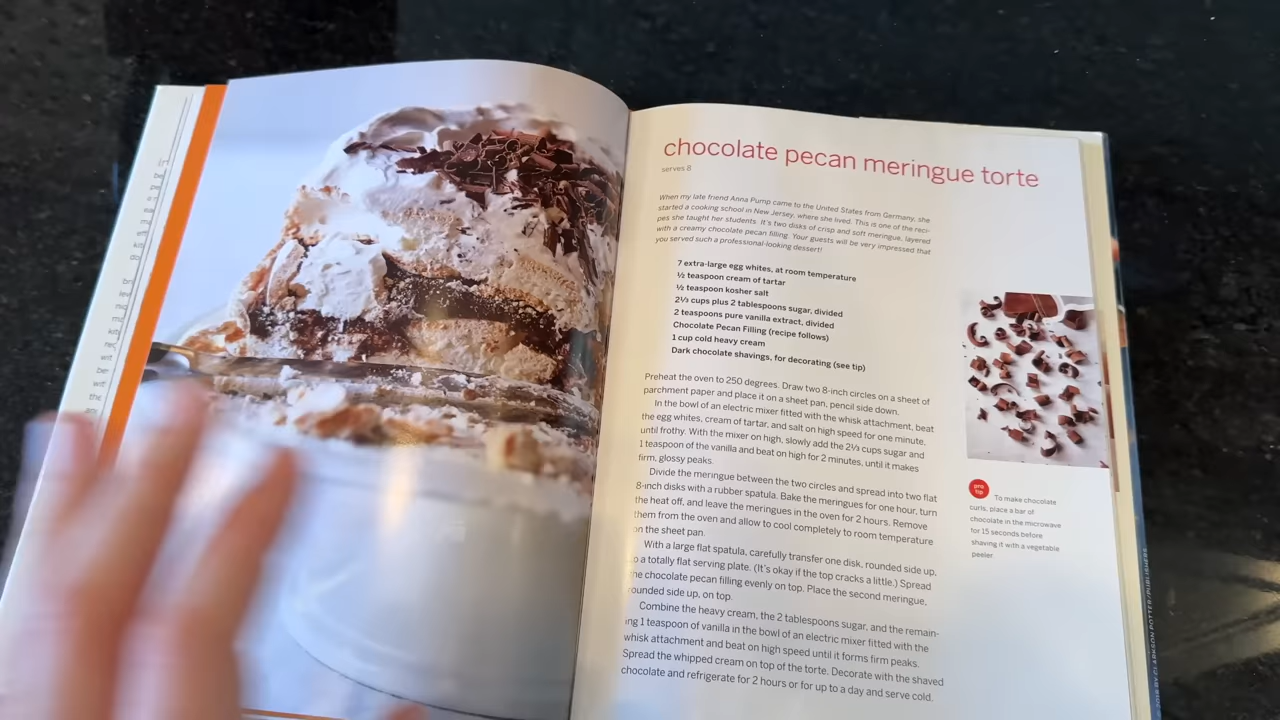 chocolate pecan meringue torte
serves 8
When my late friend Anna Pump came to the United States from Germany, she
started a cooking school in New Jersey, where she lived. This is one of the reci-
pes she taught her students. It's two disks of crisp and soft meringue, layered
with a creamy chocolate pecan filling. Your guests will be very impressed that
you served such a professional-looking dessert!
7 extra-large egg whites, at room temperature
½ teaspoon cream of tartar
½ teaspoon kosher salt
2⅓ cups plus 2 tablespoons sugar, divided
2 teaspoons pure vanilla extract, divided
Chocolate Pecan Filling (recipe follows)
1 cup cold heavy cream
Dark chocolate shavings, for decorating (see tip)
Preheat the oven to 250 degrees. Draw two 8-inch circles on a sheet of
parchment paper and place it on a sheet pan, pencil side down.
In the bowl of an electric mixer fitted with the whisk attachment, beat
the egg whites, cream of tartar, and salt on high speed for one minute,
until frothy. With the mixer on high, slowly add the 2⅓ cups sugar and
1 teaspoon of the vanilla and beat on high for 2 minutes, until it makes
firm, glossy peaks.
Divide the meringue between the two circles and spread into two flat
8-inch disks with a rubber spatula. Bake the meringues for one hour, turn
the heat off, and leave the meringues in the oven for 2 hours. Remove
them from the oven and allow to cool completely to room temperature
on the sheet pan.
With a large flat spatula, carefully transfer one disk, rounded side up,
o a totally flat serving plate. (It's okay if the top cracks a little.) Spread
he chocolate pecan filling evenly on top. Place the second meringue,
rounded side up, on top.
Combine the heavy cream, the 2 tablespoons sugar, and the remain-
ing 1 teaspoon of vanilla in the bowl of an electric mixer fitted with the
whisk attachment and beat on high speed until it forms firm peaks.
Spread the whipped cream on top of the torte. Decorate with the shaved
chocolate and refrigerate for 2 hours or for up to a day and serve cold.
pro
tip
To make chocolate
curls, place a bar of
chocolate in the microwave
for 15 seconds before
shaving it with a vegetable
peeler.
BY CLARKSON POTTER/PUBLISHERS